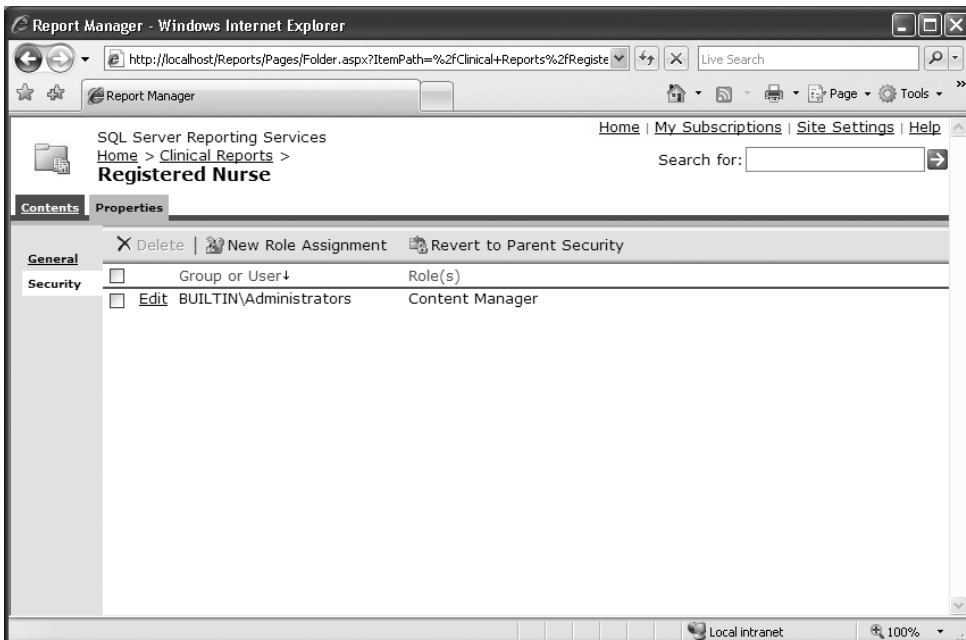 Report Manager - Windows Internet Explorer
http://localhost/Reports/Pages/Folder.aspx?ItemPath=%2fClinical+Reports%2fRegiste
Live Search
Report Manager
Page
Tools
»
SQL Server Reporting Services
Home | My Subscriptions | Site Settings | Help
Home > Clinical Reports >
Search for:
Registered Nurse
Contents Properties
Delete | New Role Assignment Revert to Parent Security
General
Group or User↓ Role(s)
Security
Edit BUILTIN\Administrators Content Manager
Local intranet 100%